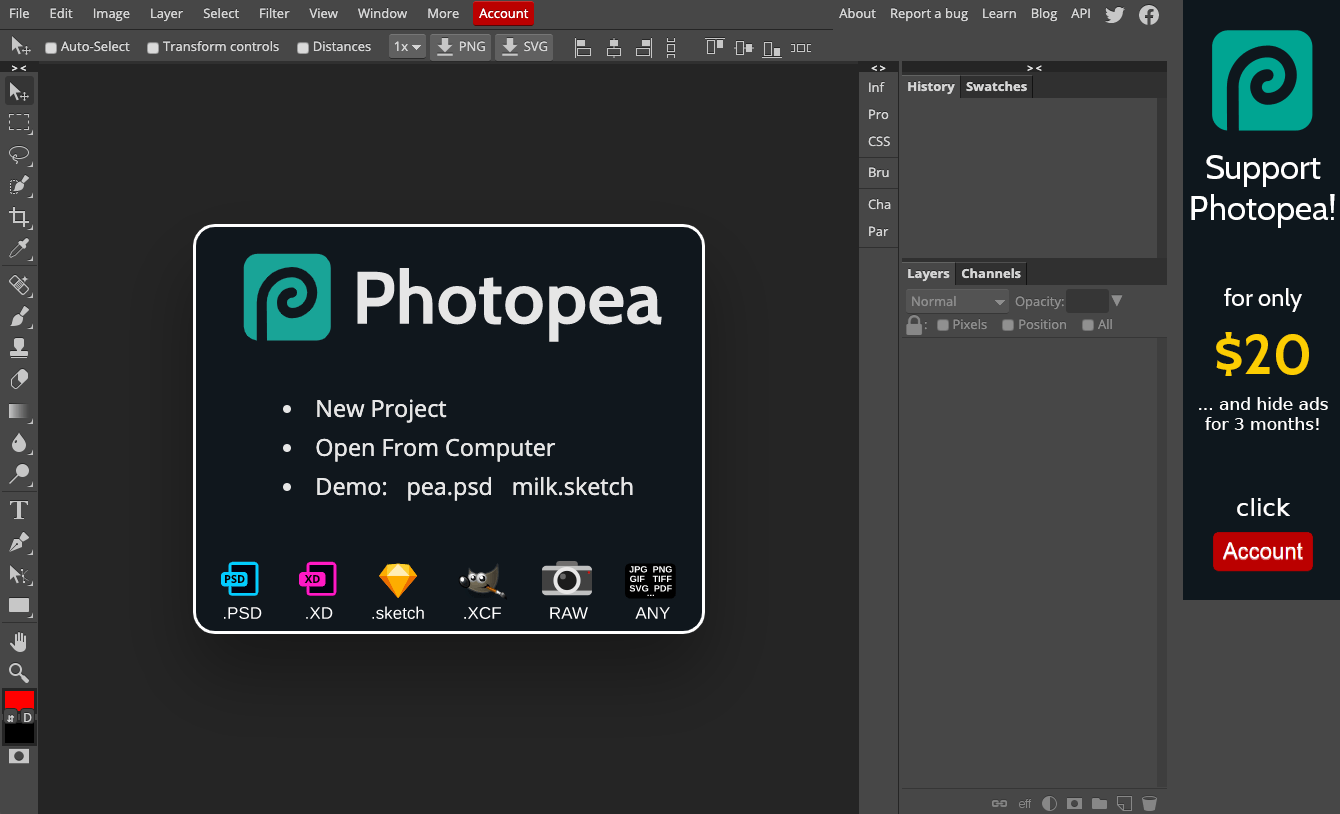 File Edit Image Layer Select Filter View Window More Account
About Report a bug Learn Blog API
Auto-Select Transform controls Distances 1x PNG SVG
> <
< >
> <
Inf
Pro
CSS
Bru
Cha
Par
History Swatches
Layers Channels
Normal Opacity:
: Pixels Position All
eff
T
D
Photopea
• New Project
• Open From Computer
• Demo: pea.psd milk.sketch
PSD
XD
JPG PNG
GIF TIFF
SVG PDF
...
.PSD .XD .sketch .XCF RAW ANY
Support
Photopea!
for only
$20
... and hide ads
for 3 months!
click
Account